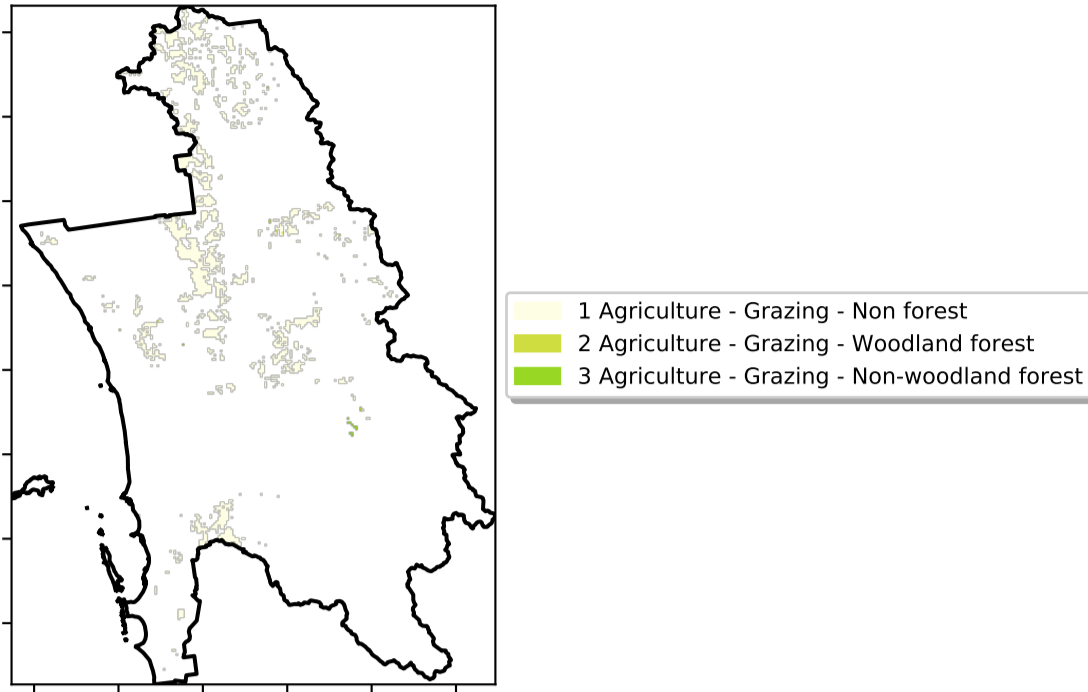 1 Agriculture - Grazing - Non forest
2 Agriculture - Grazing - Woodland forest
3 Agriculture - Grazing - Non-woodland forest